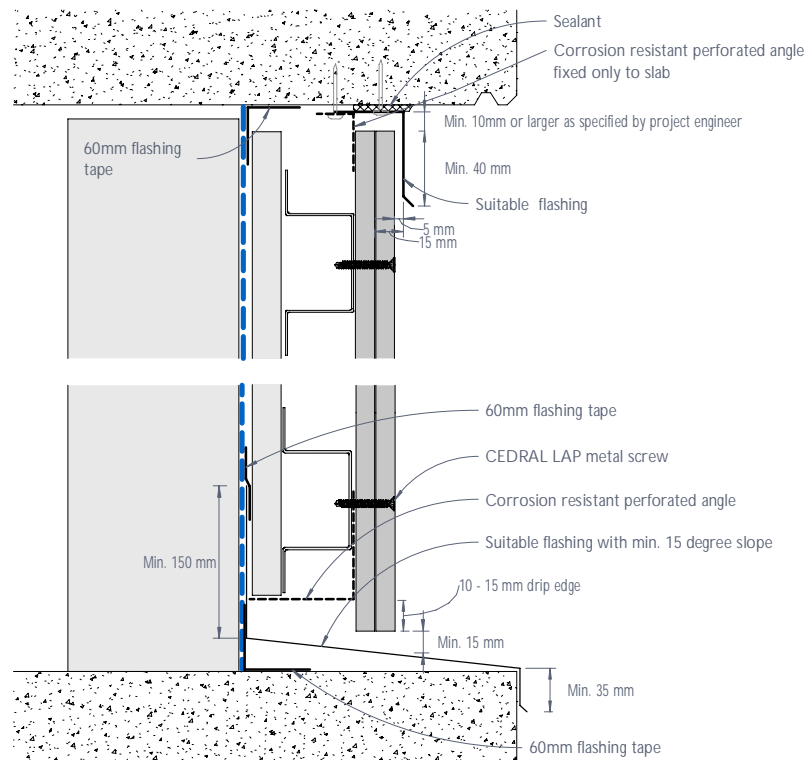 Sealant
Corrosion resistant perforated angle
fixed only to slab
Min. 10mm or larger as specified by project engineer
60mm flashing
tape
Min. 40 mm
Suitable flashing
5 mm
15 mm
60mm flashing tape
CEDRAL LAP metal screw
Corrosion resistant perforated angle
Suitable flashing with min. 15 degree slope
Min. 150 mm
10 - 15 mm drip edge
Min. 15 mm
Min. 35 mm
60mm flashing tape